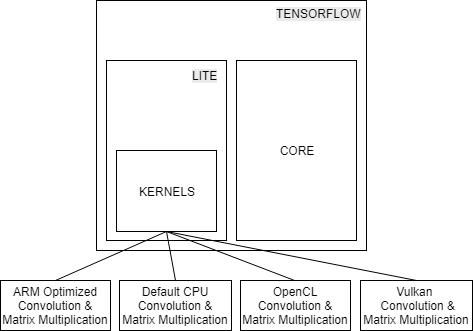 TENSORFLOW
LITE
CORE
KERNELS
ARM Optimized
Convolution &
Matrix Multiplication
Default CPU
Convolution &
Matrix Multiplication
OpenCL
Convolution &
Matrix Multiplication
Vulkan
Convolution &
Matrix Multiplication